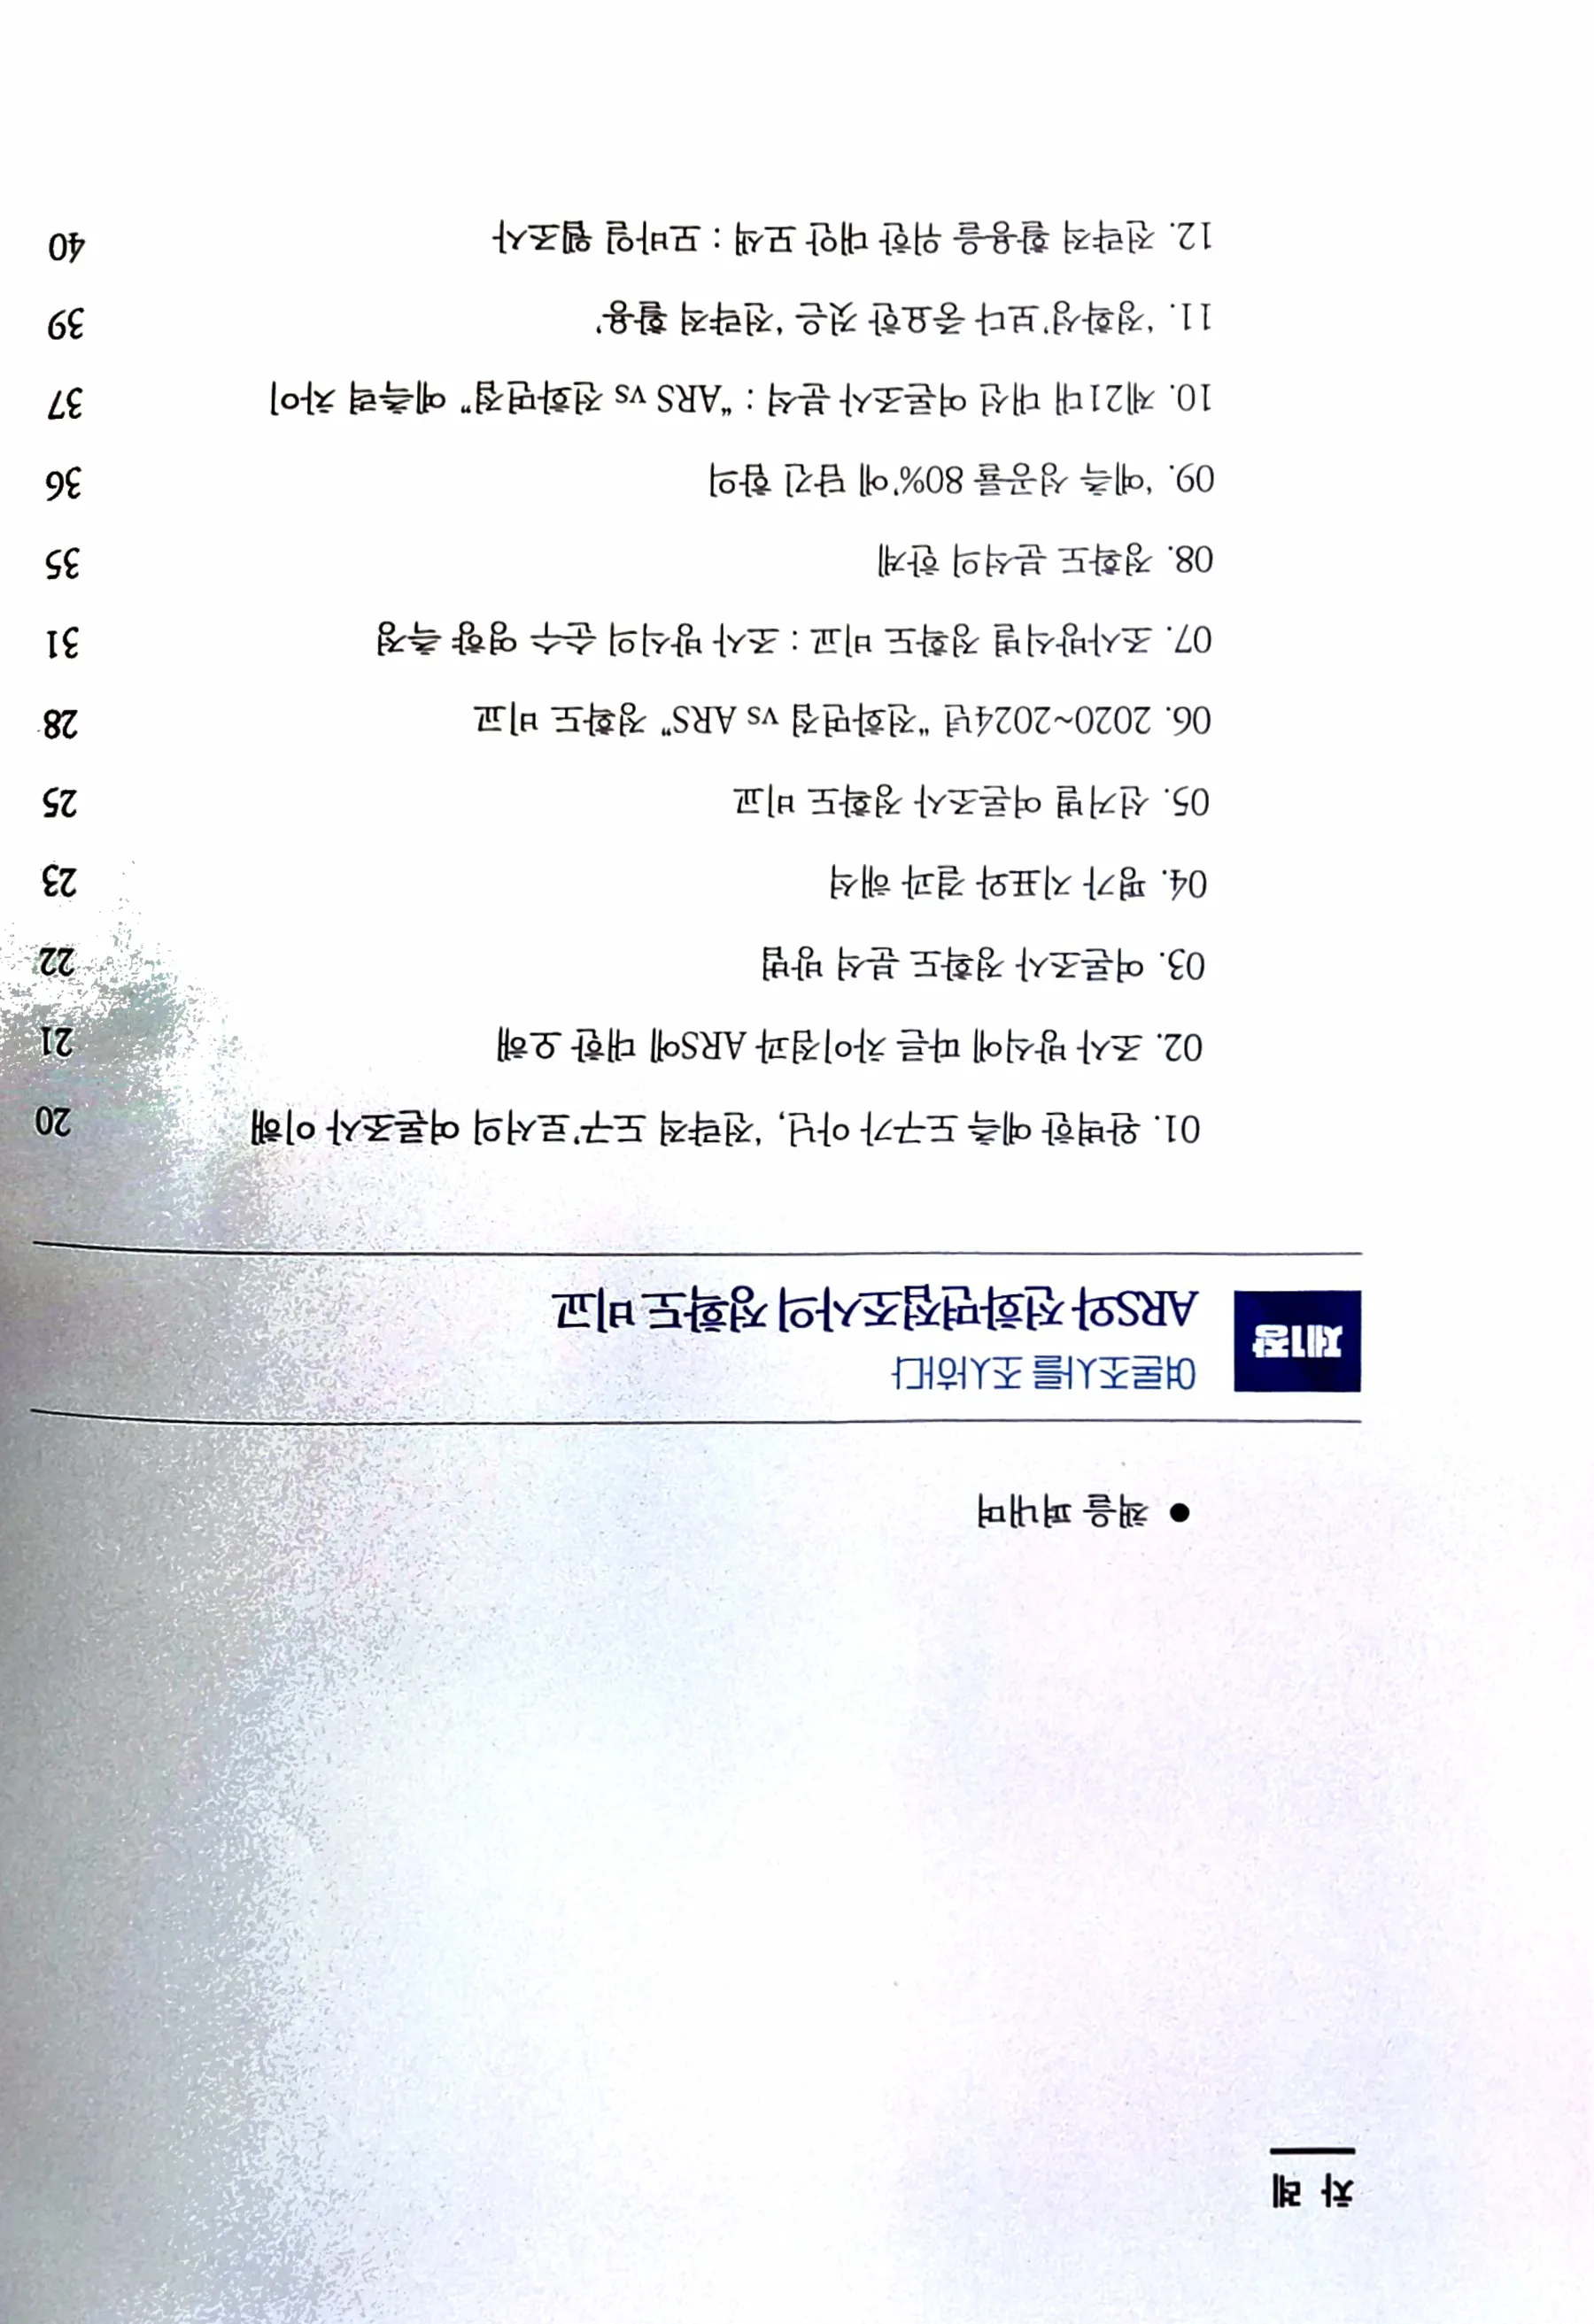 차 례
● 책을 펴내며
제1장
여론조사를 조사하다
ARS와 전화면접조사의 정확도 비교
01. 완벽한 예측 도구가 아닌, '전략적 도구'로서의 여론조사 이해 20
02. 조사 방식에 따른 차이점과 ARS에 대한 오해 21
03. 여론조사 정확도 분석 방법 22
04. 평가 지표와 결과 해석 23
05. 선거별 여론조사 정확도 비교 25
06. 2020~2024년 "전화면접 vs ARS" 정확도 비교 28
07. 조사방식별 정확도 비교 : 조사 방식의 순수 영향 측정 31
08. 정확도 분석의 한계 35
09. '예측 성공률 80%'에 담긴 함의 36
10. 제21대 대선 여론조사 분석 : "ARS vs 전화면접" 예측력 차이 37
11. '정확성'보다 중요한 것은 '전략적 활용' 39
12. 전략적 활용을 위한 대안 모색 : 모바일 웹조사 40